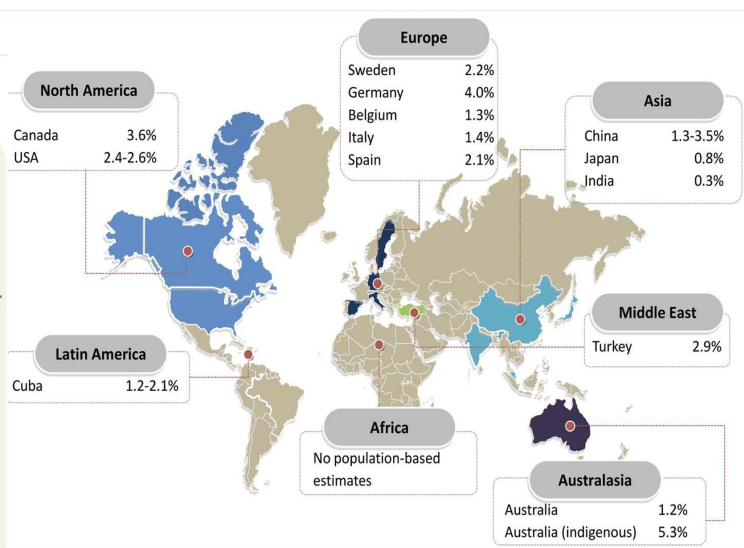 Europe
Sweden 2.2%
Germany 4.0%
Belgium 1.3%
Italy 1.4%
Spain 2.1%
North America
Canada 3.6%
USA 2.4-2.6%
Asia
China 1.3-3.5%
Japan 0.8%
India 0.3%
Latin America
Cuba 1.2-2.1%
Middle East
Turkey 2.9%
Africa
No population-based
estimates
Australasia
Australia 1.2%
Australia (indigenous) 5.3%